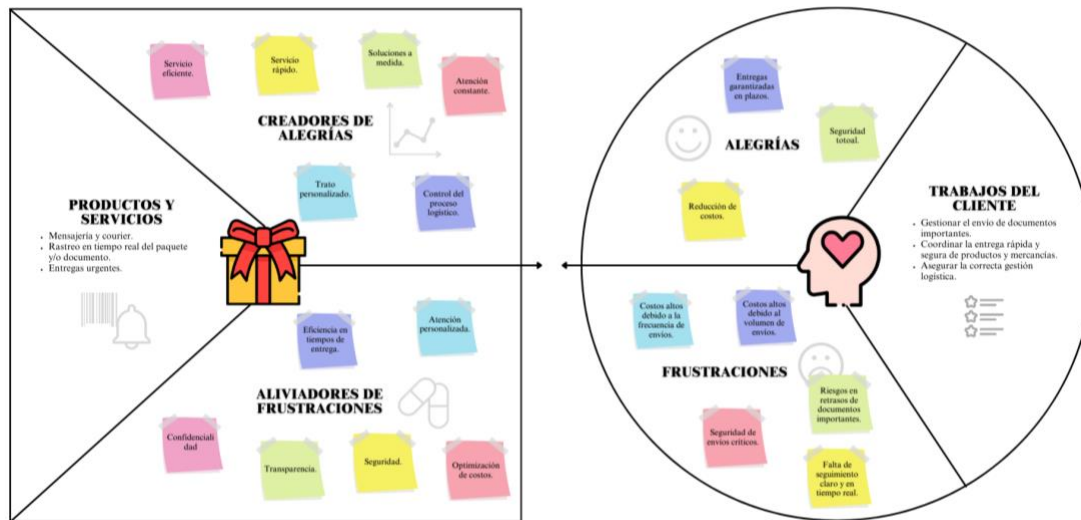 Servicio
eficiente.
Servicio
rápido.
Soluciones a
medida.
Atención
constante.
CREADORES DE
ALEGRÍAS
Trato
personalizado.
Control del
proceso
logístico.
PRODUCTOS Y
SERVICIOS
• Mensajería y courier.
• Rastreo en tiempo real del paquete
y/o documento.
• Entregas urgentes.
Eficiencia en
tiempos de
entrega.
Atención
personalizada.
ALIVIADORES DE
FRUSTRACIONES
Confidenciali
dad
Transparencia.
Seguridad.
Optimización
de costos.
Entregas
garantizadas
en plazos.
ALEGRÍAS
Seguridad
totoal.
Reducción de
costos.
TRABAJOS DEL
CLIENTE
• Gestionar el envío de documentos
importantes.
• Coordinar la entrega rápida y
segura de productos y mercancías.
• Asegurar la correcta gestión
logística.
Costos altos
debido a la
frecuencia de
envíos.
Costos altos
debido al
volumen de
envíos.
FRUSTRACIONES
Riesgos en
retrasos de
documentos
importantes.
Seguridad de
envíos críticos.
Falta de
seguimiento
claro y en
tiempo real.